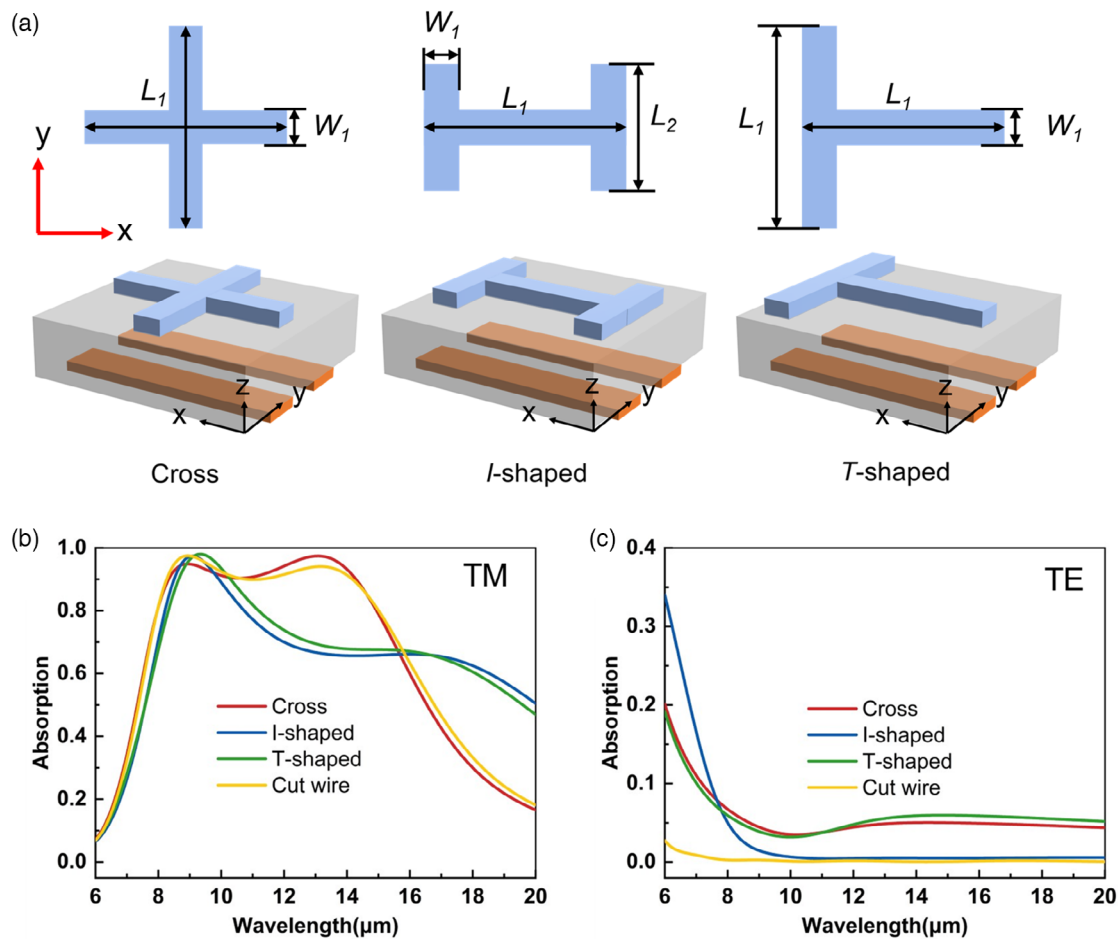 (a)
W₁
L₁
W₁
L₁
L₂
L₁
L₁
W₁
y
x
z
y
x
z
y
x
z
y
x
Cross
I-shaped
T-shaped
(b)
TM
Absorption
1.0
0.8
0.6
0.4
0.2
0.0
Cross
I-shaped
T-shaped
Cut wire
6 8 10 12 14 16 18 20
Wavelength(μm)
(c)
TE
Absorption
0.4
0.3
0.2
0.1
0.0
Cross
I-shaped
T-shaped
Cut wire
6 8 10 12 14 16 18 20
Wavelength(μm)